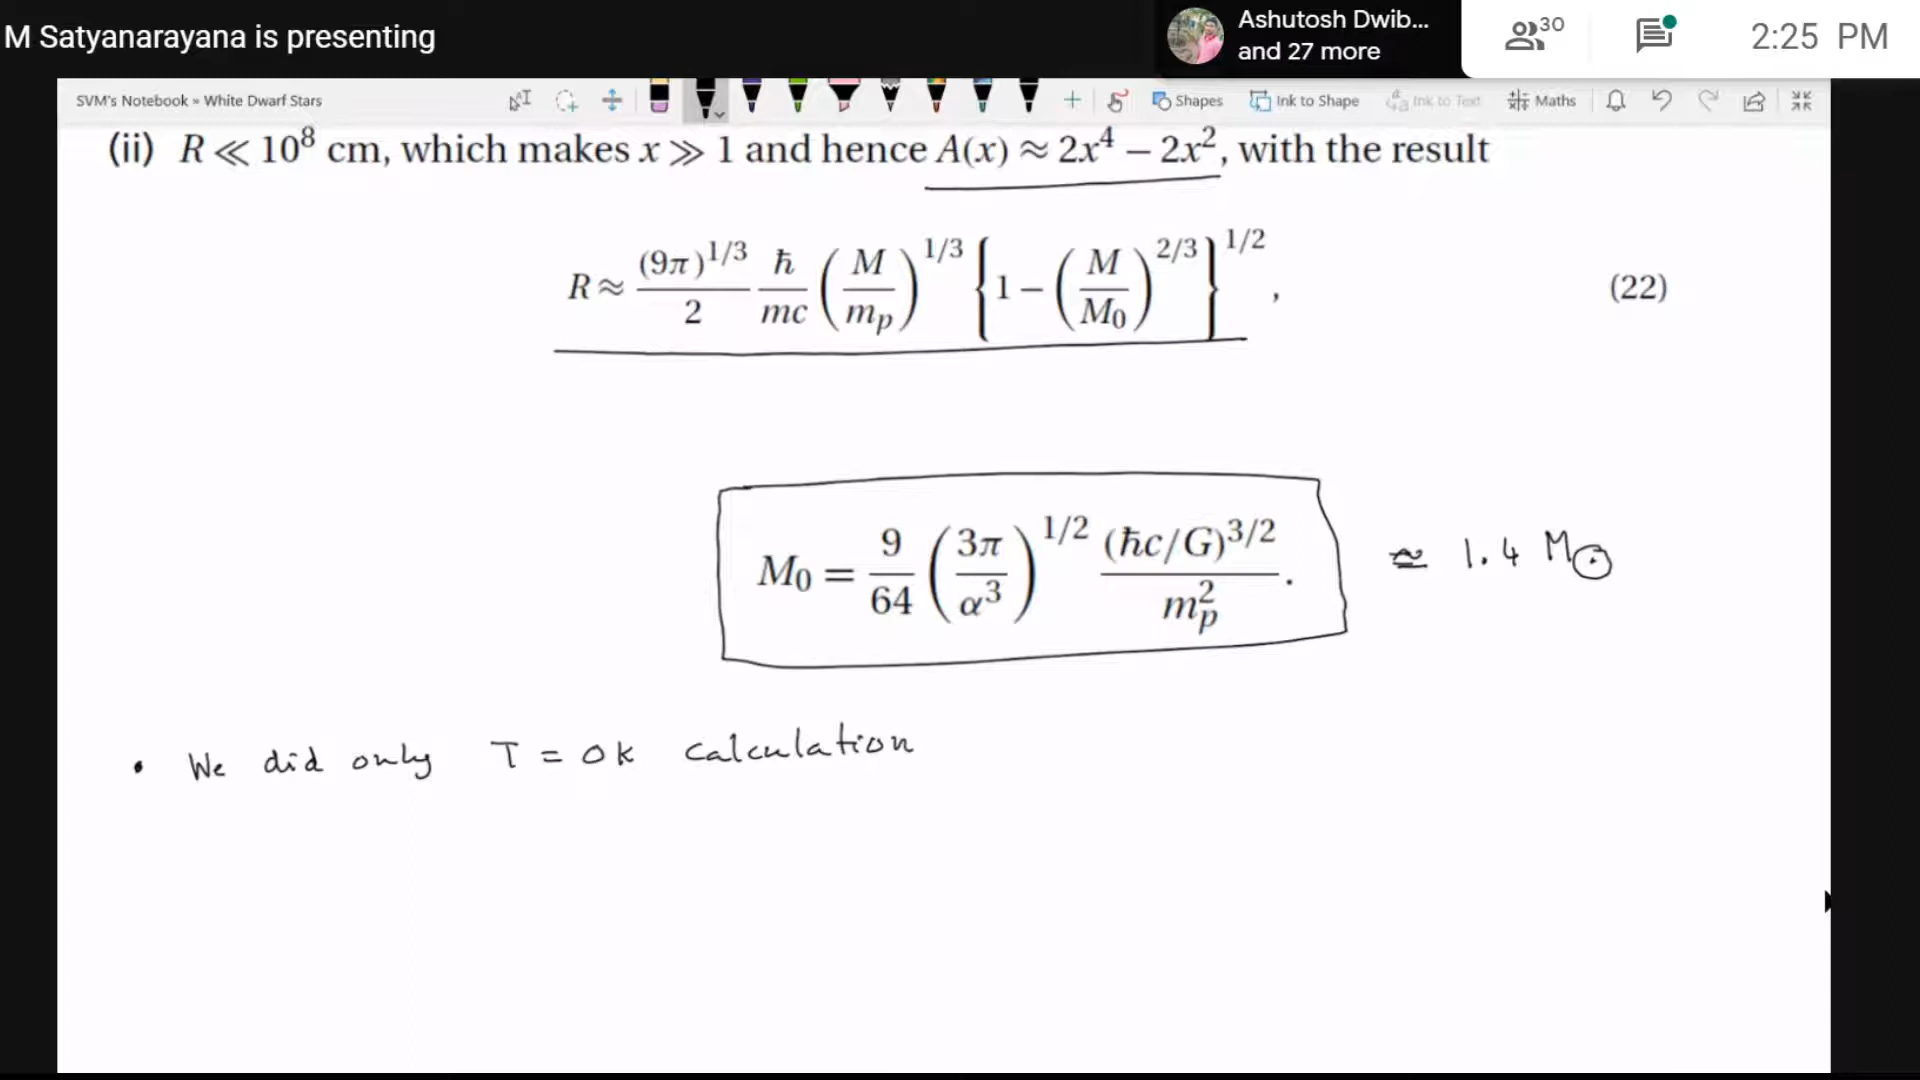 M Satyanarayana is presenting
Ashutosh Dwib...
and 27 more
30
2:25 PM
SVM's Notebook » White Dwarf Stars
Shapes
Ink to Shape
Ink to Text
Maths
(ii) R ≪ 10⁸ cm, which makes x ≫ 1 and hence A(x) ≈ 2x⁴ − 2x², with the result
R ≈ (9π)^{1/3}/2 ħ/mc (M/m_p)^{1/3} {1 − (M/M₀)^{2/3}}^{1/2}, (22)
M₀ = 9/64 (3π/α³)^{1/2} (ħc/G)^{3/2}/m_p². ≃ 1.4 M⊙
• We did only T = 0K calculation